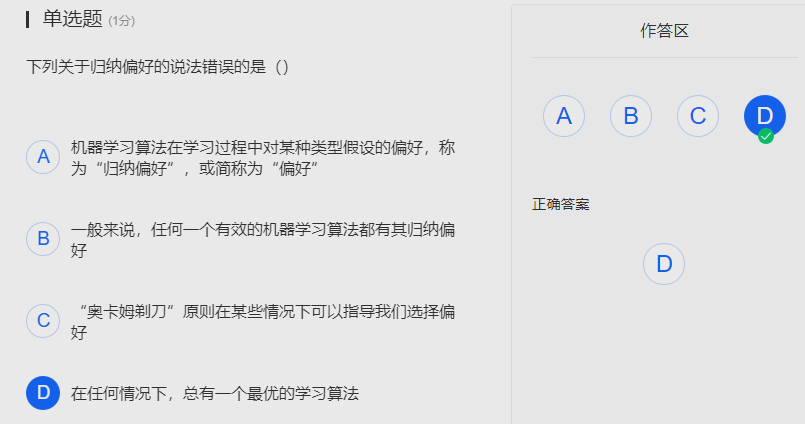 单选题 (1分)
下列关于归纳偏好的说法错误的是（）
A 机器学习算法在学习过程中对某种类型假设的偏好，称
为“归纳偏好”，或简称为“偏好”
B 一般来说，任何一个有效的机器学习算法都有其归纳偏
好
C “奥卡姆剃刀”原则在某些情况下可以指导我们选择偏
好
D 在任何情况下，总有一个最优的学习算法
作答区
A B C D
正确答案
D